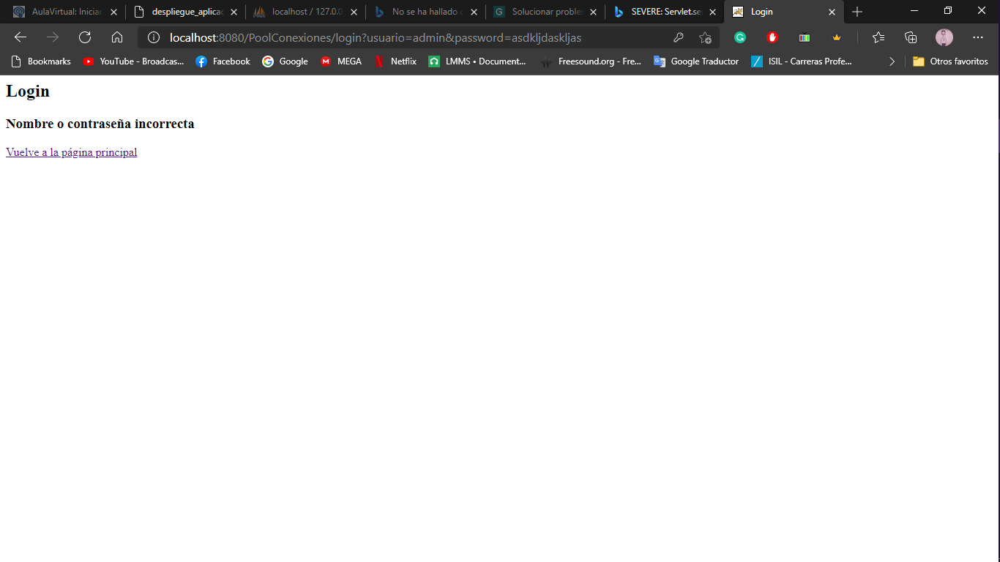 AulaVirtual: Iniciar
despliegue_aplicac
localhost / 127.0.0
No se ha hallado
Solucionar proble
SEVERE: Servlet.se
Login
localhost:8080/PoolConexiones/login?usuario=admin&password=asdkljdaskljas
Bookmarks
YouTube - Broadcas...
Facebook
Google
MEGA
Netflix
LMMS • Document...
Freesound.org - Fre...
Google Traductor
ISIL - Carreras Profe...
Otros favoritos
Login
Nombre o contraseña incorrecta
Vuelve a la página principal